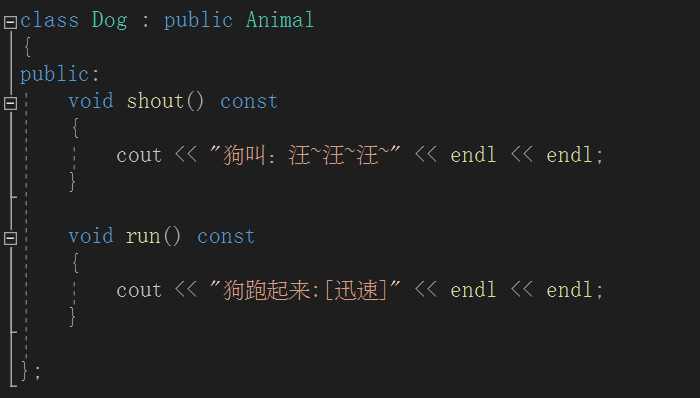 class Dog : public Animal
{
public:
    void shout() const
    {
        cout << "狗叫：汪~汪~汪~" << endl << endl;
    }
    void run() const
    {
        cout << "狗跑起来:[迅速]" << endl << endl;
    }
};